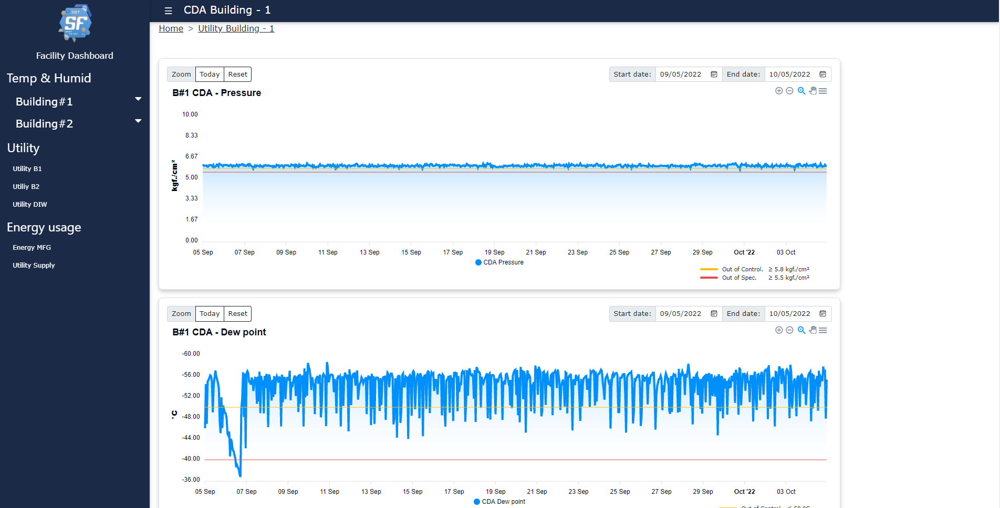 SDT
SF
Facility Dashboard
Temp & Humid
Building#1
Building#2
Utility
Utility B1
Utiliy B2
Utility DIW
Energy usage
Energy MFG
Utility Supply
☰ CDA Building - 1
Home > Utility Building - 1
Zoom Today Reset Start date: 09/05/2022 End date: 10/05/2022
B#1 CDA - Pressure
kgf./cm²
10.00
8.33
6.67
5.00
3.33
1.67
0.00
05 Sep 07 Sep 09 Sep 11 Sep 13 Sep 15 Sep 17 Sep 19 Sep 21 Sep 23 Sep 25 Sep 27 Sep 29 Sep Oct '22 03 Oct
CDA Pressure
Out of Control. ≥ 5.8 kgf./cm²
Out of Spec. ≥ 5.5 kgf./cm²
Zoom Today Reset Start date: 09/05/2022 End date: 10/05/2022
B#1 CDA - Dew point
°C
-60.00
-56.00
-52.00
-48.00
-44.00
-40.00
-36.00
05 Sep 07 Sep 09 Sep 11 Sep 13 Sep 15 Sep 17 Sep 19 Sep 21 Sep 23 Sep 25 Sep 27 Sep 29 Sep Oct '22 03 Oct
CDA Dew point